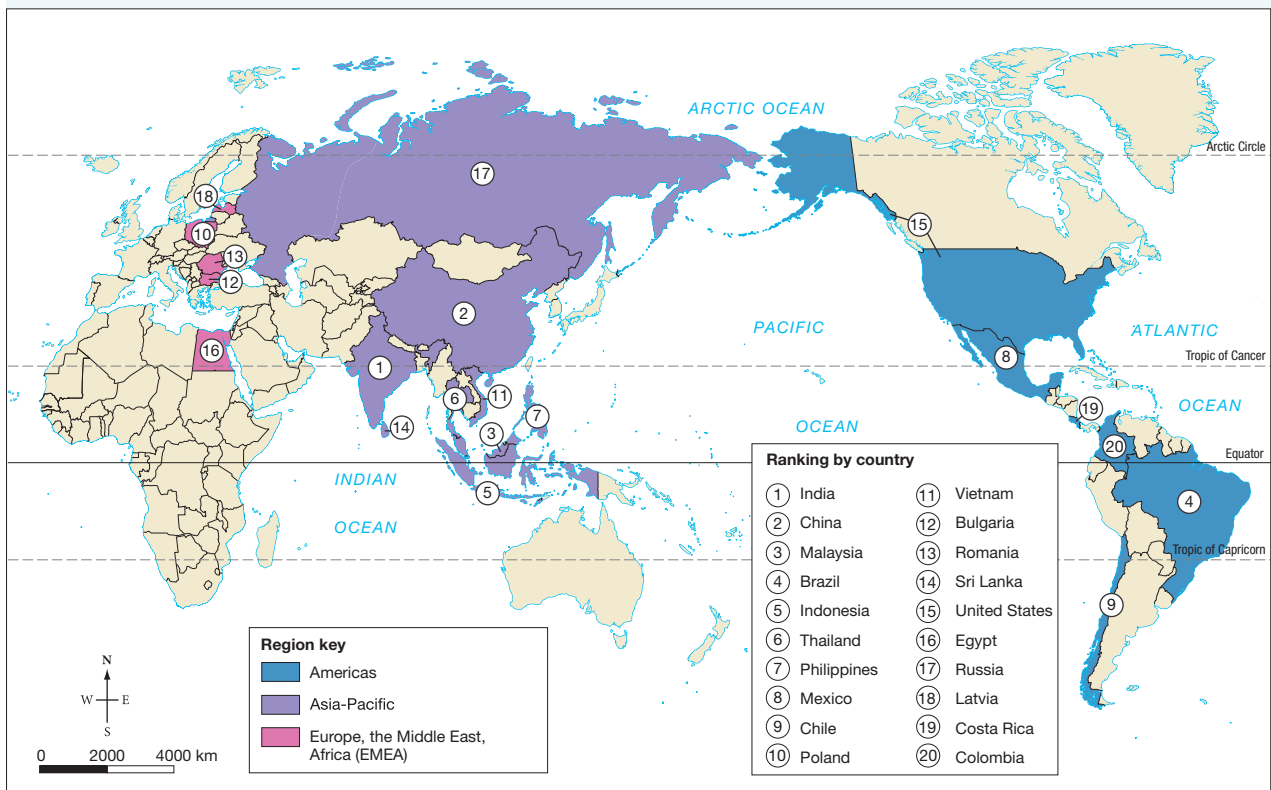 ARCTIC OCEAN
Arctic Circle
17
18
10
15
13
12
2
PACIFIC
ATLANTIC
16
8
Tropic of Cancer
1
6
11
7
OCEAN
19
14
OCEAN
3
20
Equator
INDIAN
5
4
OCEAN
Tropic of Capricorn
9
Ranking by country
1 India
2 China
3 Malaysia
4 Brazil
5 Indonesia
6 Thailand
7 Philippines
8 Mexico
9 Chile
10 Poland
11 Vietnam
12 Bulgaria
13 Romania
14 Sri Lanka
15 United States
16 Egypt
17 Russia
18 Latvia
19 Costa Rica
20 Colombia
Region key
Americas
Asia-Pacific
Europe, the Middle East,
Africa (EMEA)
N
W E
S
0 2000 4000 km